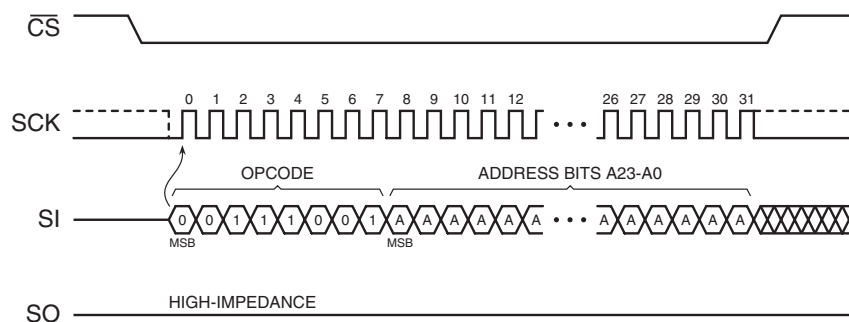 CS
0 1 2 3 4 5 6 7 8 9 10 11 12 26 27 28 29 30 31
SCK
OPCODE ADDRESS BITS A23-A0
SI 0 0 1 1 1 0 0 1 A A A A A A A A A A A A
MSB MSB
HIGH-IMPEDANCE
SO